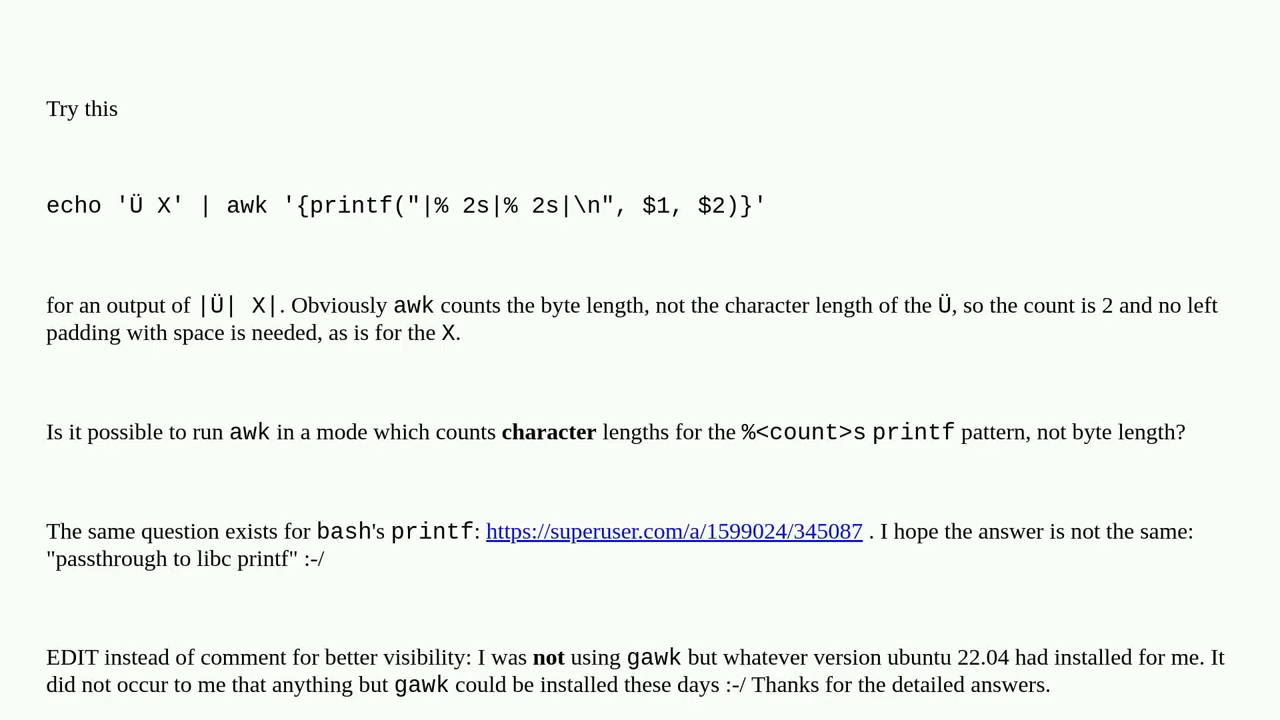 Try this
echo 'Ü X' | awk '{printf("|% 2s|% 2s|\n", $1, $2)}'
for an output of |Ü| X|. Obviously awk counts the byte length, not the character length of the Ü, so the count is 2 and no left
padding with space is needed, as is for the X.
Is it possible to run awk in a mode which counts character lengths for the %<count>s printf pattern, not byte length?
The same question exists for bash's printf: https://superuser.com/a/1599024/345087 . I hope the answer is not the same:
"passthrough to libc printf" :-/
EDIT instead of comment for better visibility: I was not using gawk but whatever version ubuntu 22.04 had installed for me. It
did not occur to me that anything but gawk could be installed these days :-/ Thanks for the detailed answers.